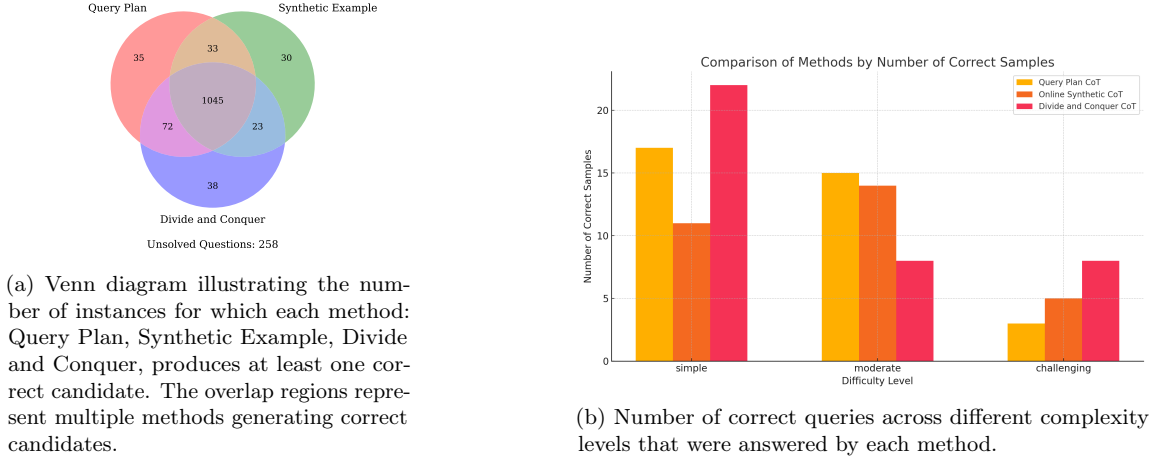 Query Plan
Synthetic Example
35
33
30
1045
72
23
38
Divide and Conquer
Unsolved Questions: 258
(a) Venn diagram illustrating the num-
ber of instances for which each method:
Query Plan, Synthetic Example, Divide
and Conquer, produces at least one cor-
rect candidate. The overlap regions repre-
sent multiple methods generating correct
candidates.
Comparison of Methods by Number of Correct Samples
Query Plan CoT
Online Synthetic CoT
Divide and Conquer CoT
Number of Correct Samples
20
15
10
5
0
simple
moderate
challenging
Difficulty Level
(b) Number of correct queries across different complexity
levels that were answered by each method.